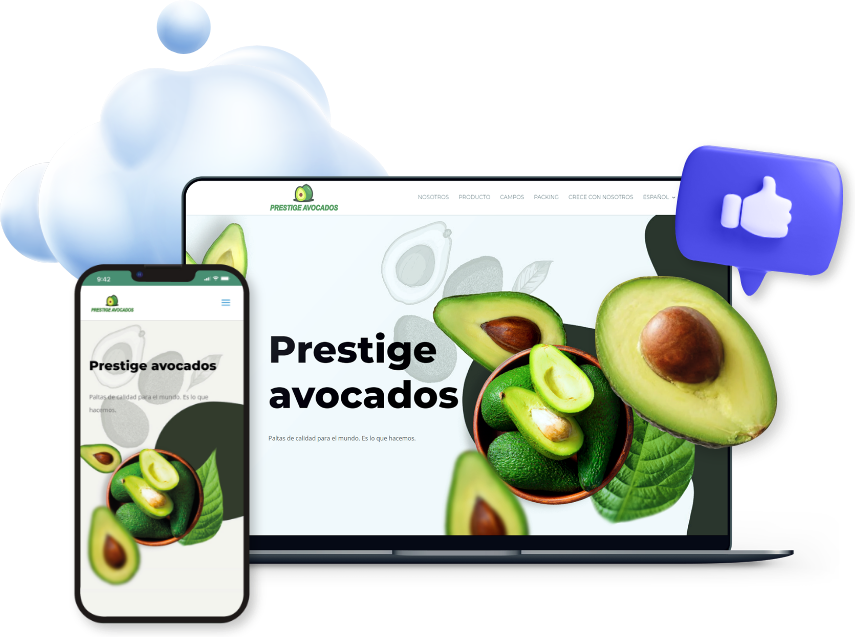 PRESTIGE AVOCADOS
NOSOTROS PRODUCTO CAMPOS PACKING CRECE CON NOSOTROS ESPAÑOL
Prestige
avocados
Paltas de calidad para el mundo. Es lo que hacemos.
9:42
PRESTIGE AVOCADOS
Prestige avocados
Paltas de calidad para el mundo. Es lo que
hacemos.